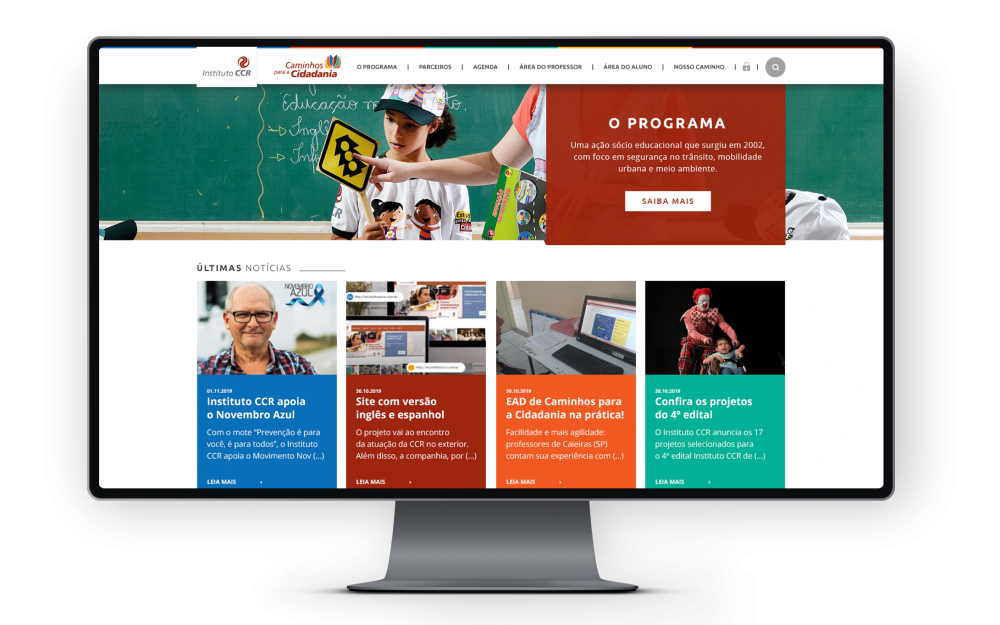 Instituto CCR
Caminhos
para a Cidadania
O PROGRAMA | PARCEIROS | AGENDA | ÁREA DO PROFESSOR | ÁREA DO ALUNO | NOSSO CAMINHO | |
Educação no
Inglê
O PROGRAMA
Uma ação sócio educacional que surgiu em 2002,
com foco em segurança no trânsito, mobilidade
urbana e meio ambiente.
SAIBA MAIS
ÚLTIMAS NOTÍCIAS
NOVEMBRO
AZUL
01.11.2019
Instituto CCR apoia
o Novembro Azul
Com o mote “Prevenção é para
você, é para todos”, o Instituto
CCR apoia o Movimento Nov (...)
LEIA MAIS ›
30.10.2019
Site com versão
inglês e espanhol
O projeto vai ao encontro
da atuação da CCR no exterior.
Além disso, a companhia, por (...)
LEIA MAIS ›
30.10.2019
EAD de Caminhos para
a Cidadania na prática!
Facilidade e mais agilidade:
professores de Caieiras (SP)
contam sua experiência com (...)
LEIA MAIS ›
30.10.2019
Confira os projetos
do 4º edital
O Instituto CCR anuncia os 17
projetos selecionados para
o 4º edital Instituto CCR de (...)
LEIA MAIS ›